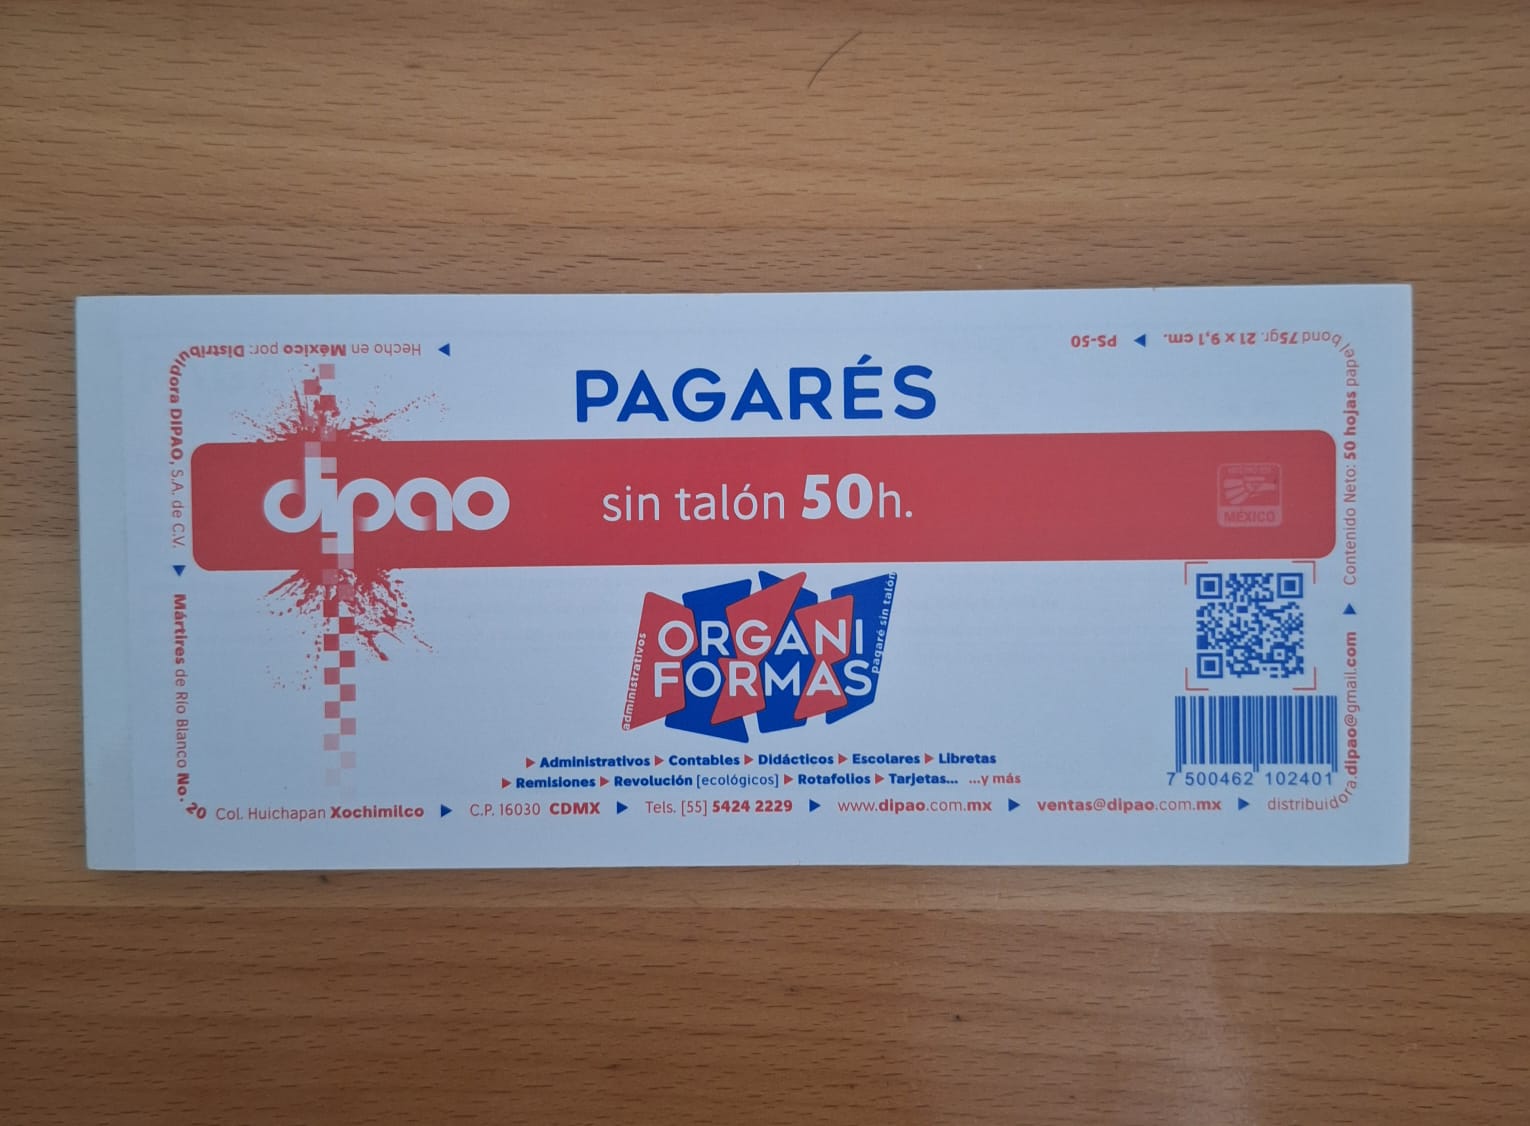 Hecho en México por: Distribuidora DIPAO, S.A. de C.V. ▼ Mártires de Río Blanco No. 20 Col. Huichapan Xochimilco ▶ C.P. 16030 CDMX ▶ Tels. [55] 5424 2229 ▶ www.dipao.com.mx ▶ ventas@dipao.com.mx ▶ distribuidora.dipao@gmail.com ▲ Contenido Neto: 50 hojas papel bond 75gr. 21 x 9,1 cm. ◀ PS-50 ◀
PAGARÉS
dipao
sin talón 50h.
HECHO EN
MÉXICO
administrativos
ORGANI
FORMAS
pagaré sin talón
▶ Administrativos ▶ Contables ▶ Didácticos ▶ Escolares ▶ Libretas
▶ Remisiones ▶ Revolución [ecológicos] ▶ Rotafolios ▶ Tarjetas... ...y más
7 500462 102401